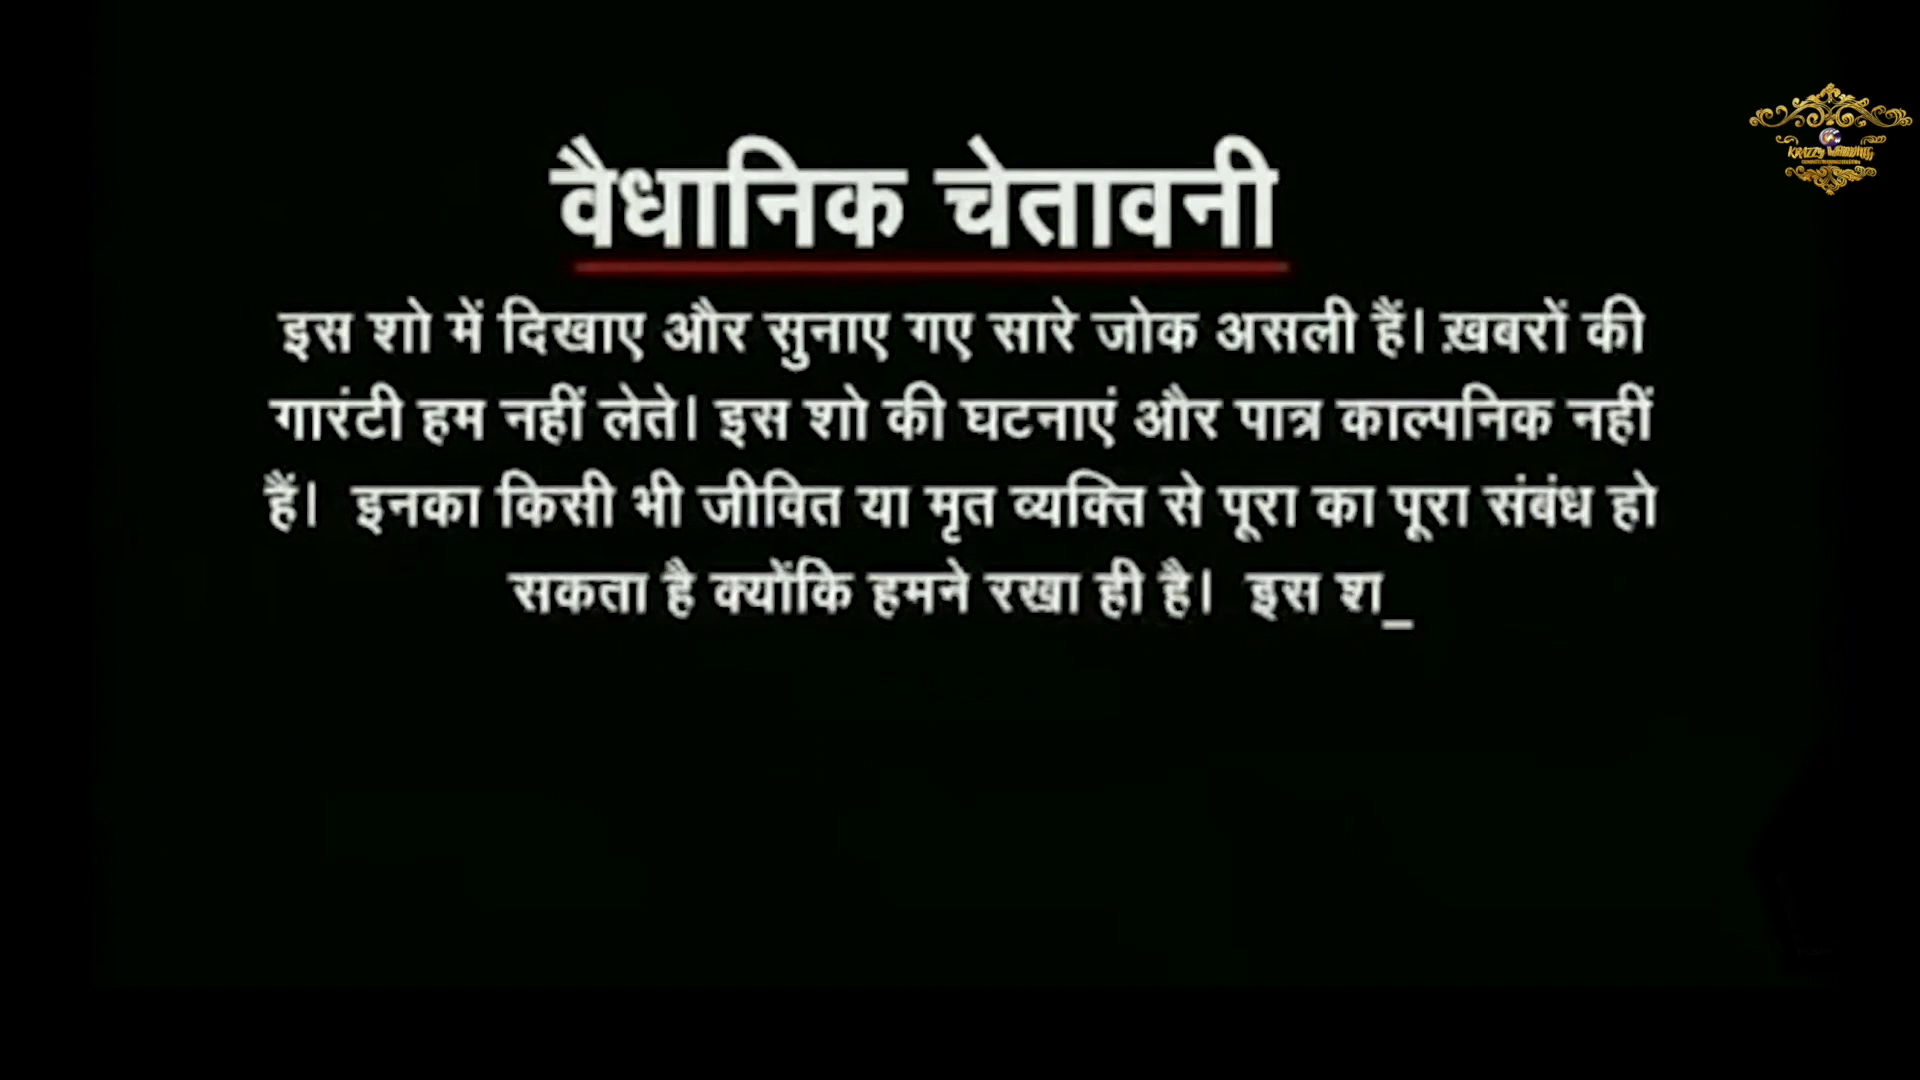 वैधानिक चेतावनी
इस शो में दिखाए और सुनाए गए सारे जोक असली हैं। ख़बरों की
गारंटी हम नहीं लेते। इस शो की घटनाएं और पात्र काल्पनिक नहीं
हैं। इनका किसी भी जीवित या मृत व्यक्ति से पूरा का पूरा संबंध हो
सकता है क्योंकि हमने रखा ही है। इस श_